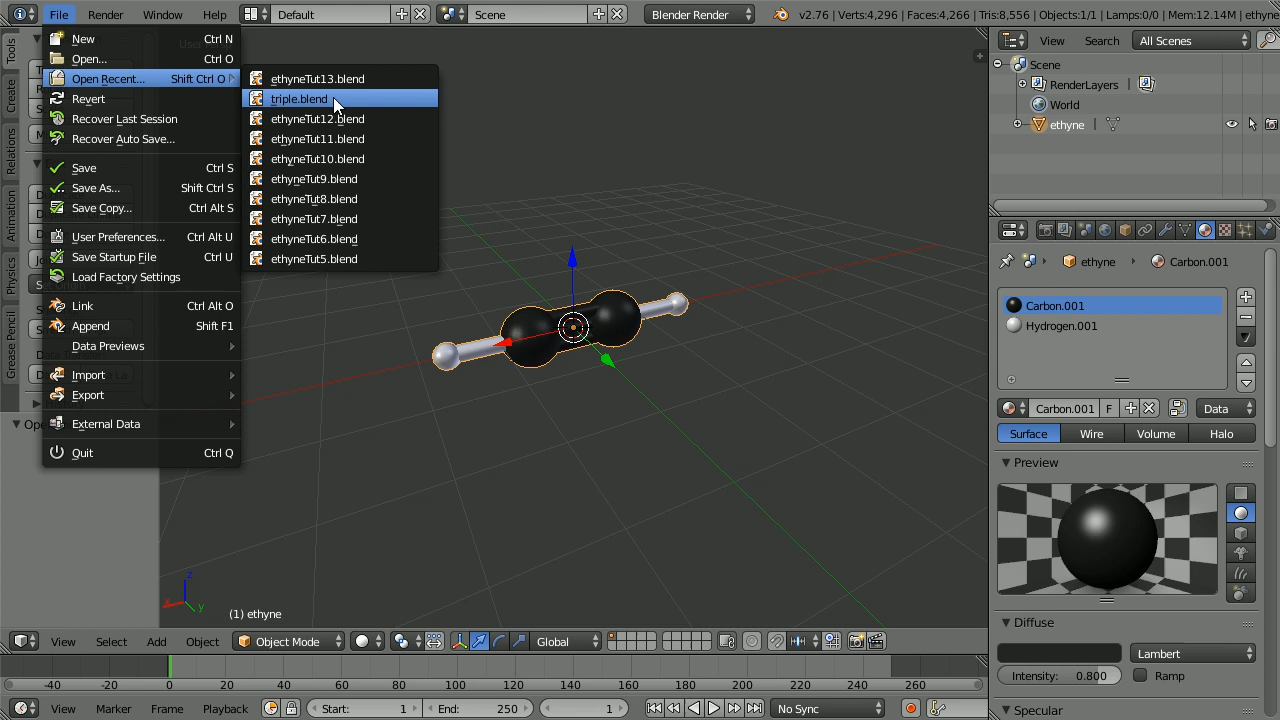 File Render Window Help Default Scene Blender Render v2.76 | Verts:4,296 | Faces:4,266 | Tris:8,556 | Objects:1/1 | Lamps:0/0 | Mem:12.14M | ethyne
New Ctrl N
Open... Ctrl O
Open Recent... Shift Ctrl O
Revert
Recover Last Session
Recover Auto Save...
Save Ctrl S
Save As... Shift Ctrl S
Save Copy... Ctrl Alt S
User Preferences... Ctrl Alt U
Save Startup File Ctrl U
Load Factory Settings
Link Ctrl Alt O
Append Shift F1
Data Previews
Import
Export
External Data
Quit Ctrl Q
ethyneTut13.blend
triple.blend
ethyneTut12.blend
ethyneTut11.blend
ethyneTut10.blend
ethyneTut9.blend
ethyneTut8.blend
ethyneTut7.blend
ethyneTut6.blend
ethyneTut5.blend
Tools
Create
Relations
Animation
Physics
Grease Pencil
z
x
y
(1) ethyne
View Search All Scenes
Scene
RenderLayers
World
ethyne
ethyne Carbon.001
Carbon.001
Hydrogen.001
Carbon.001 F Data
Surface Wire Volume Halo
Preview
Diffuse
Lambert
Intensity: 0.800 Ramp
Specular
View Select Add Object Object Mode Global
-40 -20 0 20 40 60 80 100 120 140 160 180 200 220 240 260
View Marker Frame Playback Start: 1 End: 250 1 No Sync